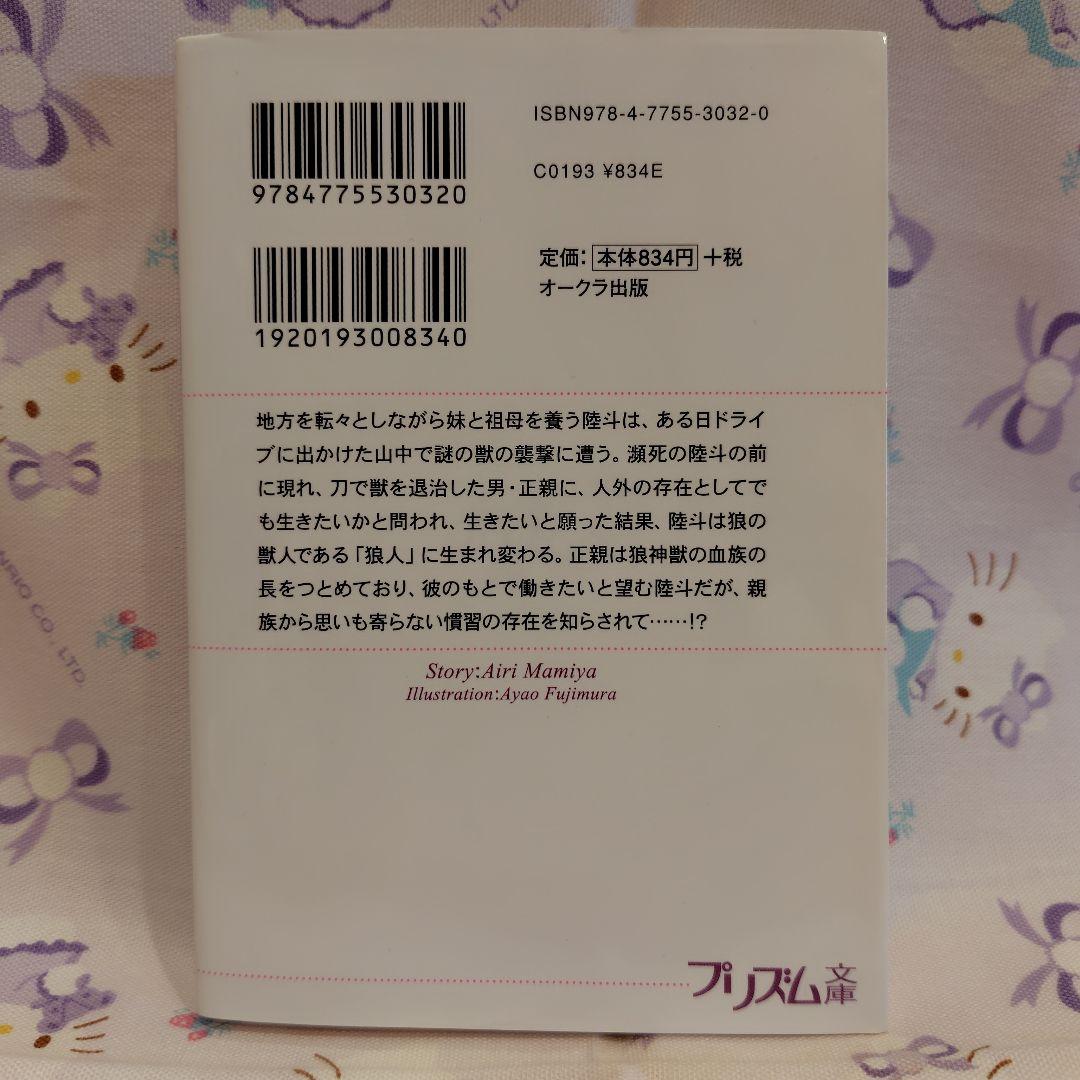 LTD.
ISBN978-4-7755-3032-0
9784775530320
C0193 ¥834E
定価: 本体834円 +税
オークラ出版
1920193008340
地方を転々としながら妹と祖母を養う陸斗は、ある日ドライ
ブに出かけた山中で謎の獣の襲撃に遭う。瀕死の陸斗の前
に現れ、刀で獣を退治した男・正親に、人外の存在としてで
も生きたいかと問われ、生きたいと願った結果、陸斗は狼の
獣人である「狼人」に生まれ変わる。正親は狼神獣の血族の
長をつとめており、彼のもとで働きたいと望む陸斗だが、親
族から思いも寄らない慣習の存在を知らされて……!?
Story:Airi Mamiya
Illustration:Ayao Fujimura
プリズム文庫
CO., LTD.